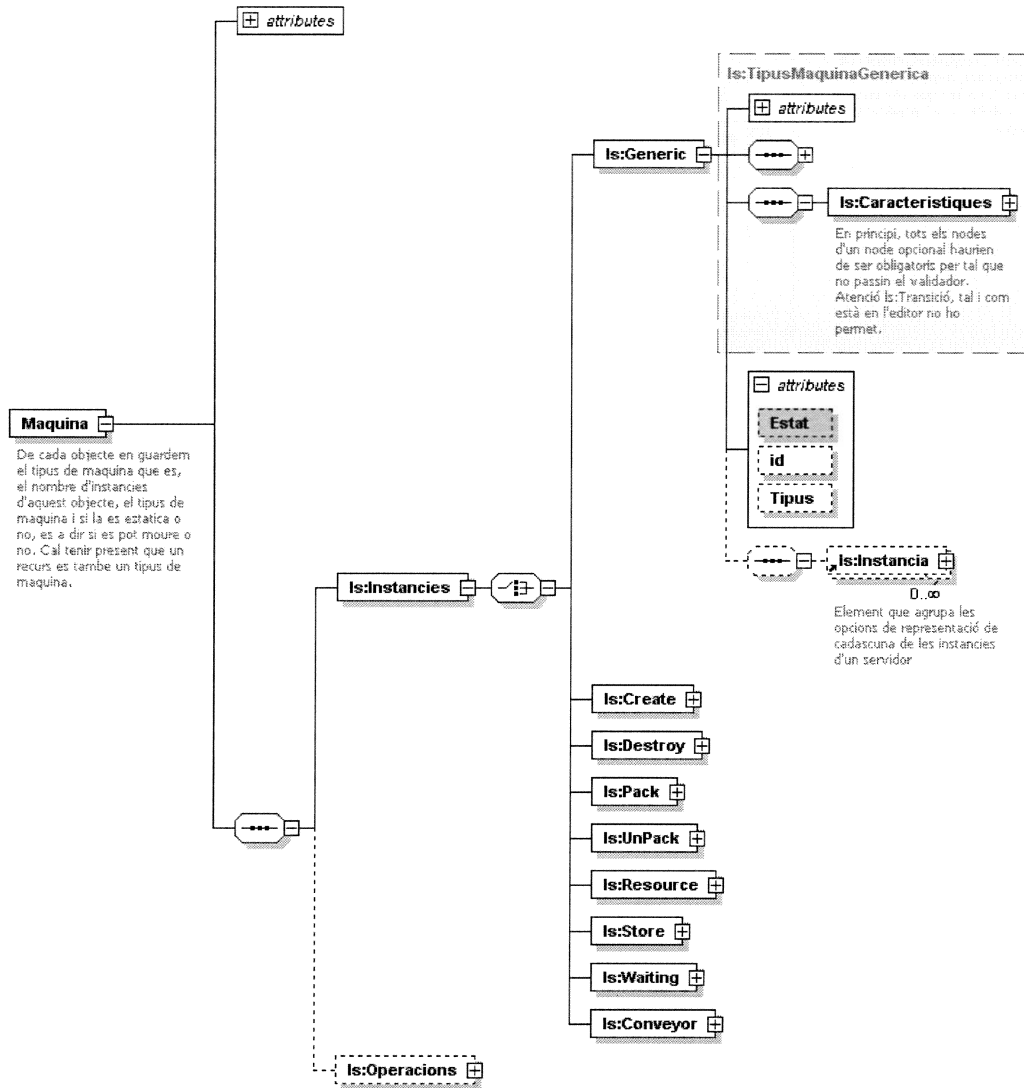 attributes
ls:TipusMaquinaGenerica
attributes
ls:Generic
ls:Caracteristiques
En principi, tots els nodes
d'un node opcional haurien
de ser obligatoris per tal que
no passin el validador.
Atenció ls:Transició, tal i com
està en l'editor no ho
permet.
attributes
Estat
id
Tipus
Maquina
De cada objecte en guardem
el tipus de maquina que es,
el nombre d'instancies
d'aquest objecte, el tipus de
maquina i si la es estatica o
no, es a dir si es pot moure o
no. Cal tenir present que un
recurs es tambe un tipus de
maquina.
ls:Instancies
ls:Instancia
0..∞
Element que agrupa les
opcions de representació de
cadascuna de les instancies
d'un servidor
ls:Create
ls:Destroy
ls:Pack
ls:UnPack
ls:Resource
ls:Store
ls:Waiting
ls:Conveyor
ls:Operacions